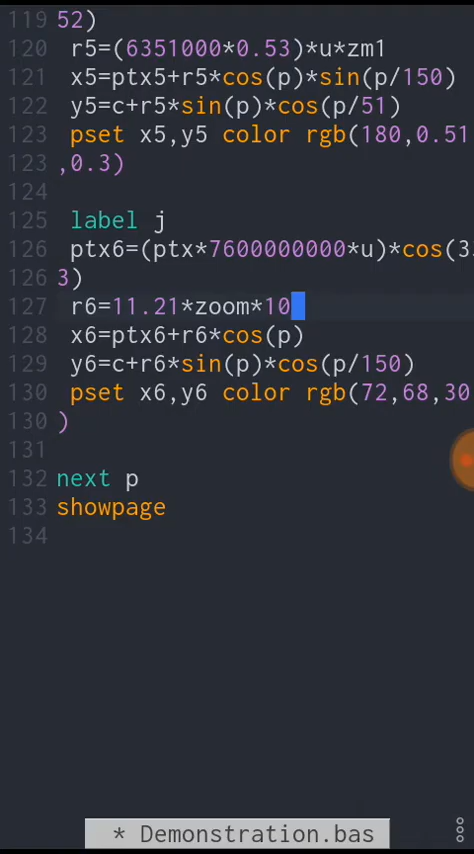 119 52)
120 r5=(6351000*0.53)*u*zm1
121 x5=ptx5+r5*cos(p)*sin(p/150)
122 y5=c+r5*sin(p)*cos(p/51)
123 pset x5,y5 color rgb(180,0.51
123 ,0.3)
124
125 label j
126 ptx6=(ptx*7600000000*u)*cos(3.
126 3)
127 r6=11.21*zoom*10
128 x6=ptx6+r6*cos(p)
129 y6=c+r6*sin(p)*cos(p/150)
130 pset x6,y6 color rgb(72,68,30
130 )
131
132 next p
133 showpage
134
* Demonstration.bas